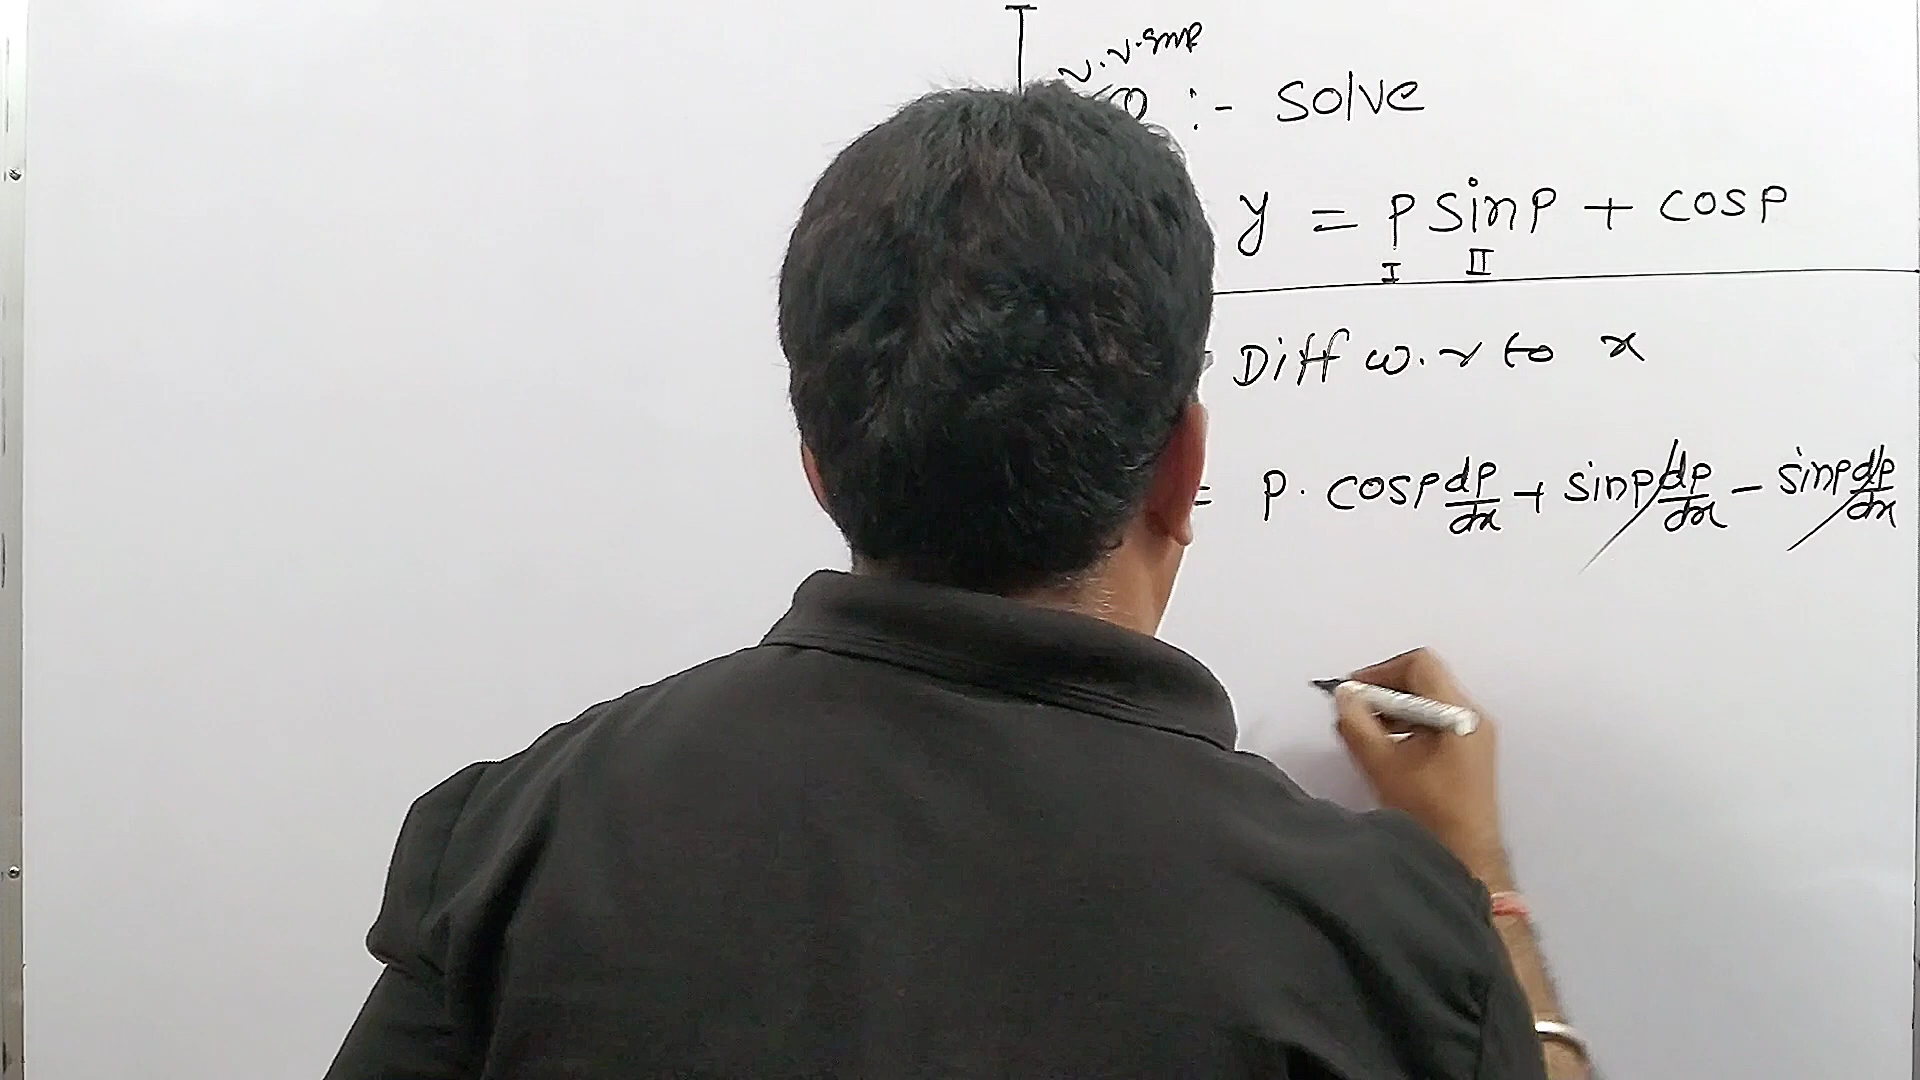 v.v.Imp
Q :- Solve
y = p sinp + cosp
I II
Diff w.r to x
= p. cosp dp/dx + sinp dp/dx - sinp dp/dx